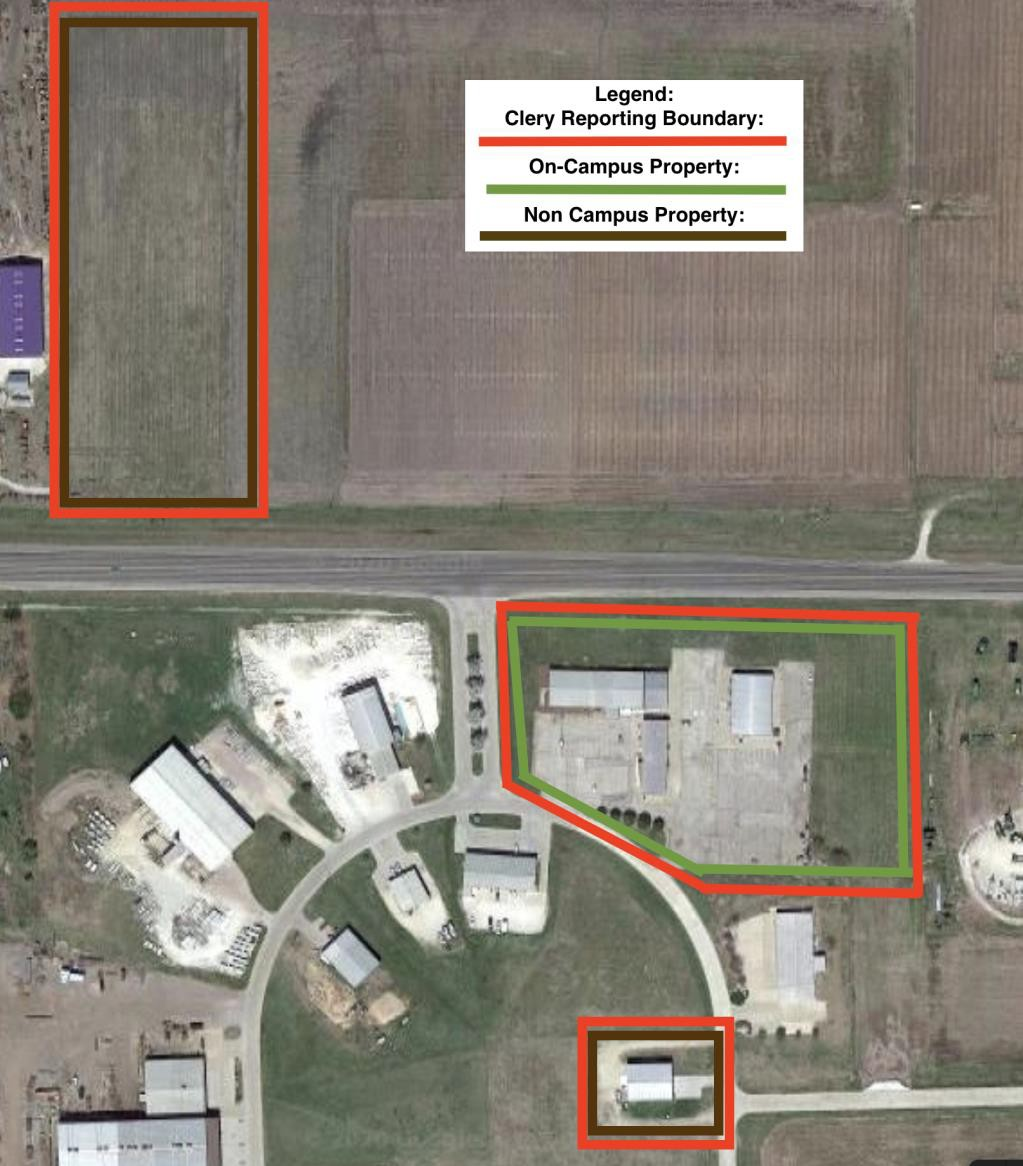 Legend:
Clery Reporting Boundary:
On-Campus Property:
Non Campus Property: